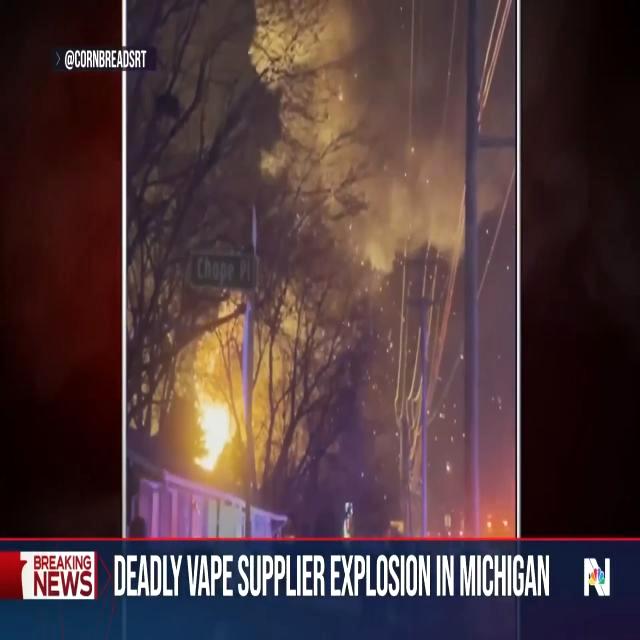 @CORNBREADSRT
Chope Pl
BREAKING
NEWS
DEADLY VAPE SUPPLIER EXPLOSION IN MICHIGAN
N